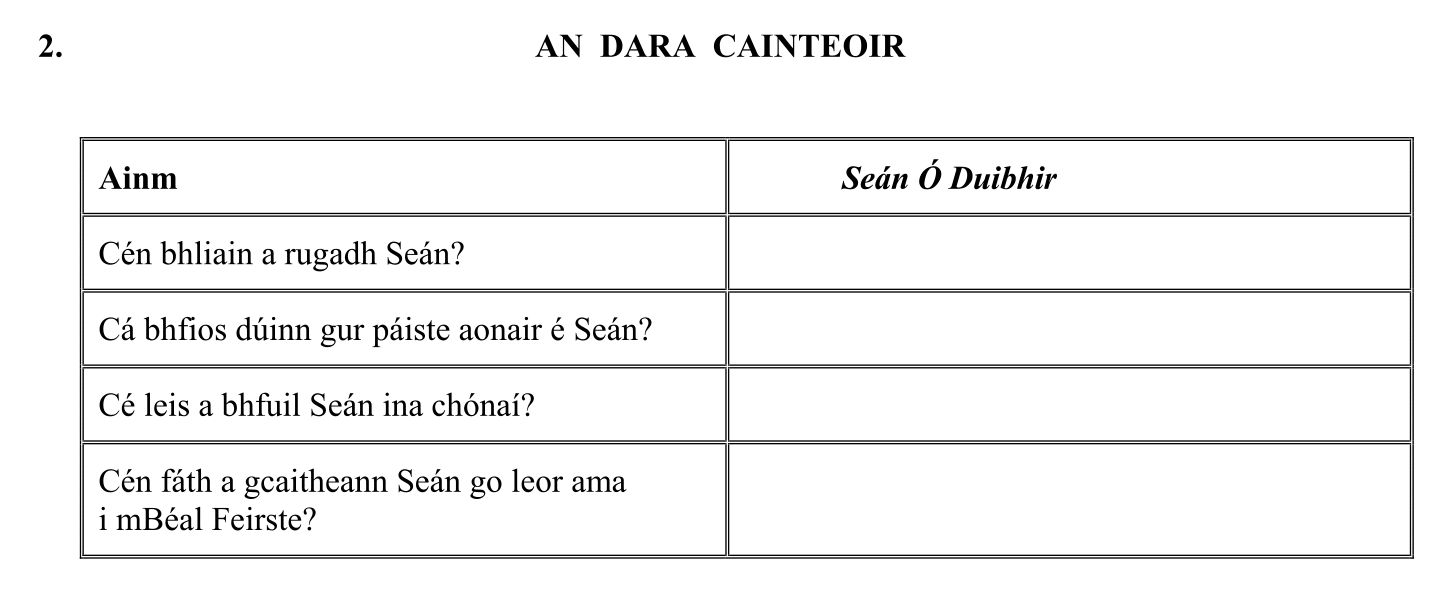 2. AN DARA CAINTEOIR
Ainm Seán Ó Duibhir
Cén bhliain a rugadh Seán?
Cá bhfios dúinn gur páiste aonair é Seán?
Cé leis a bhfuil Seán ina chónaí?
Cén fáth a gcaitheann Seán go leor ama
i mBéal Feirste?